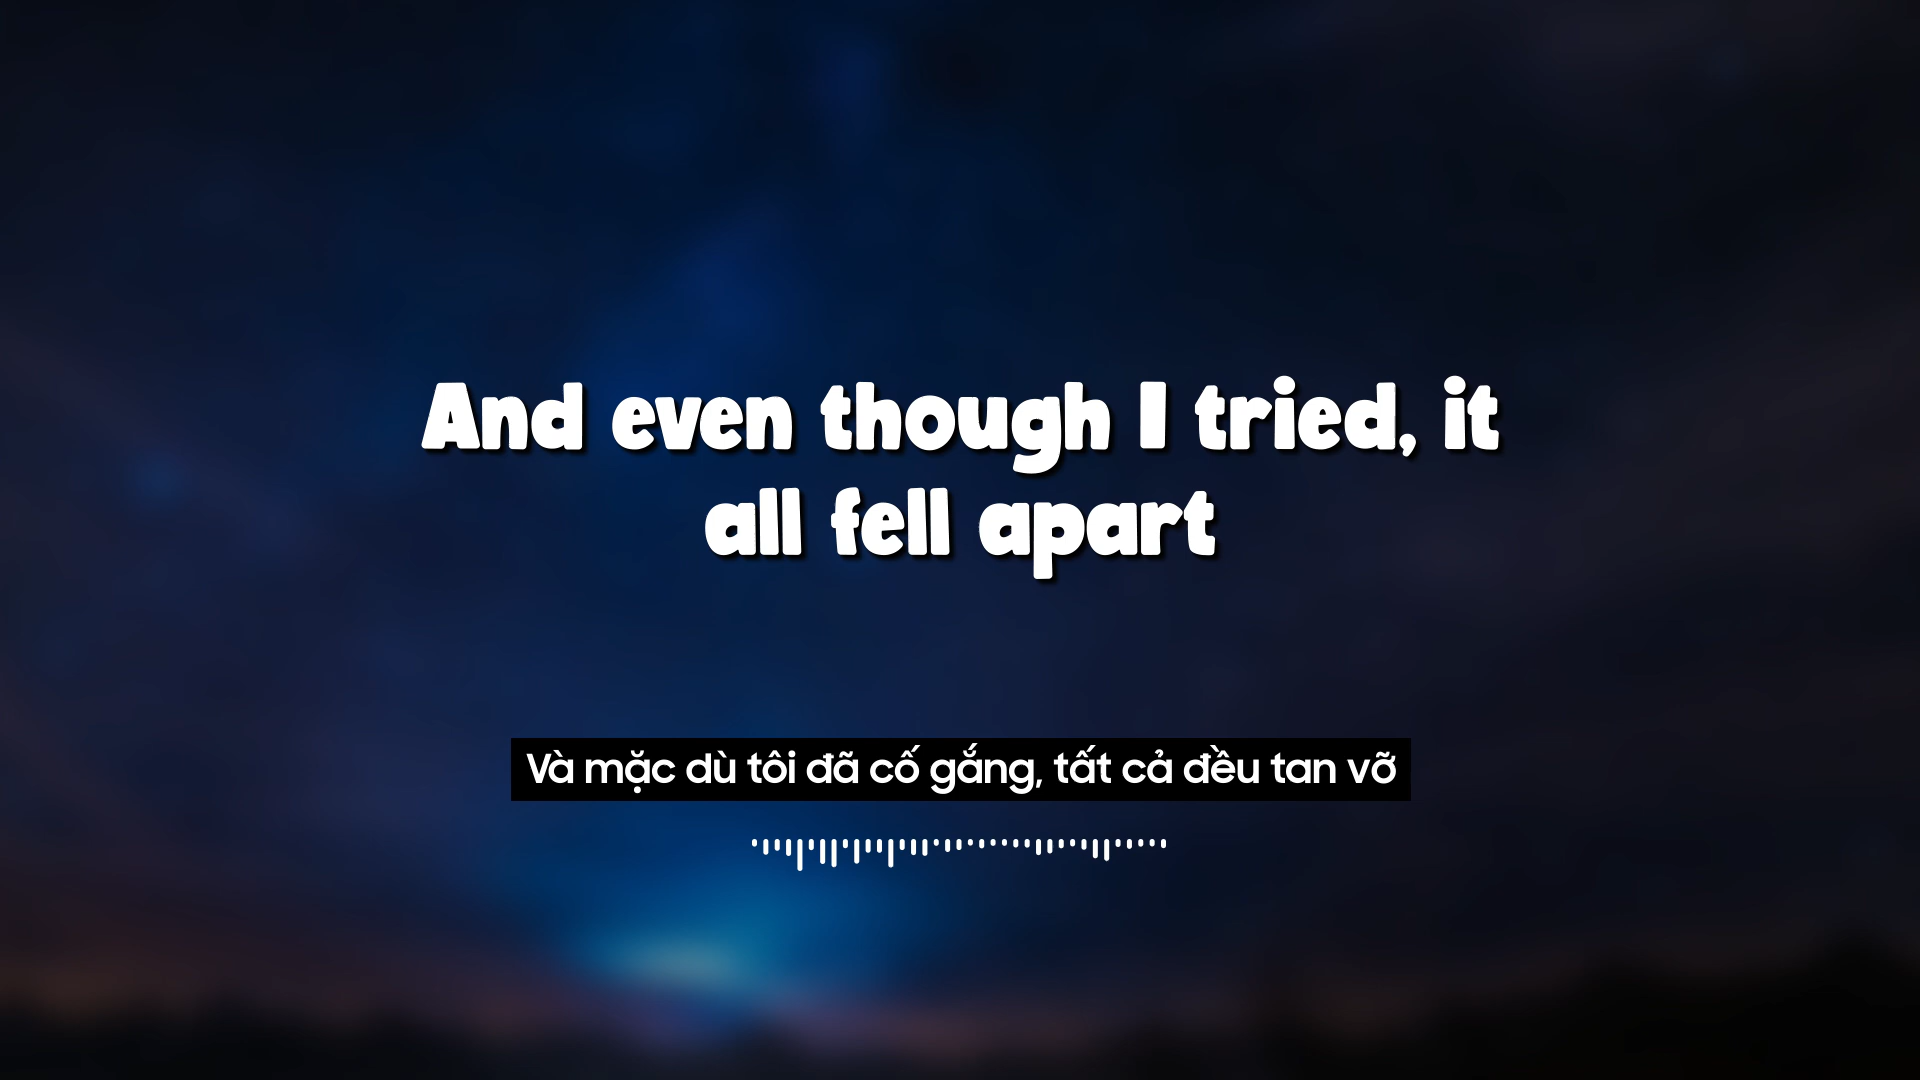 And even though I tried, it
all fell apart
Và mặc dù tôi đã cố gắng, tất cả đều tan vỡ